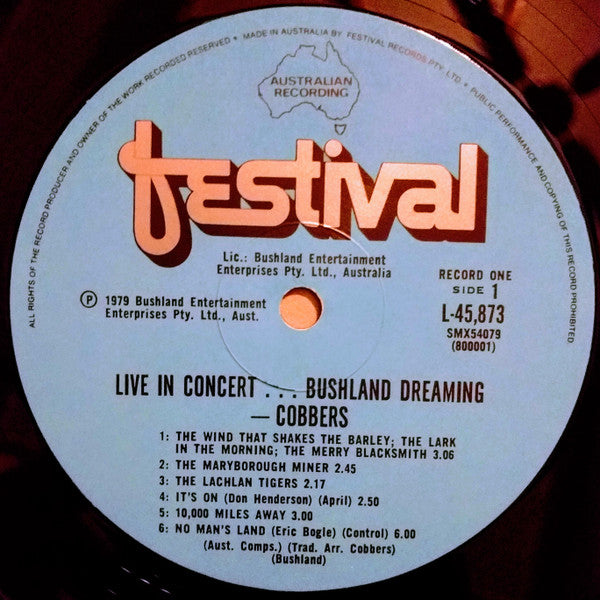 ALL RIGHTS OF THE RECORD PRODUCER AND OWNER OF THE WORK RECORDED RESERVED • MADE IN AUSTRALIA BY FESTIVAL RECORDS PTY. LTD. • PUBLIC PERFORMANCE AND COPYING OF THIS RECORD PROHIBITED
AUSTRALIAN
RECORDING
festival
Lic.: Bushland Entertainment
Enterprises Pty. Ltd., Australia
Ⓟ 1979 Bushland Entertainment
Enterprises Pty. Ltd., Aust.
RECORD ONE
SIDE 1
L-45,873
SMX54079
(800001)
LIVE IN CONCERT . . . BUSHLAND DREAMING
— COBBERS
1: THE WIND THAT SHAKES THE BARLEY; THE LARK
IN THE MORNING; THE MERRY BLACKSMITH 3.06
2: THE MARYBOROUGH MINER 2.45
3: THE LACHLAN TIGERS 2.17
4: IT'S ON (Don Henderson) (April) 2.50
5: 10,000 MILES AWAY 3.00
6: NO MAN'S LAND (Eric Bogle) (Control) 6.00
(Aust. Comps.) (Trad. Arr. Cobbers)
(Bushland)